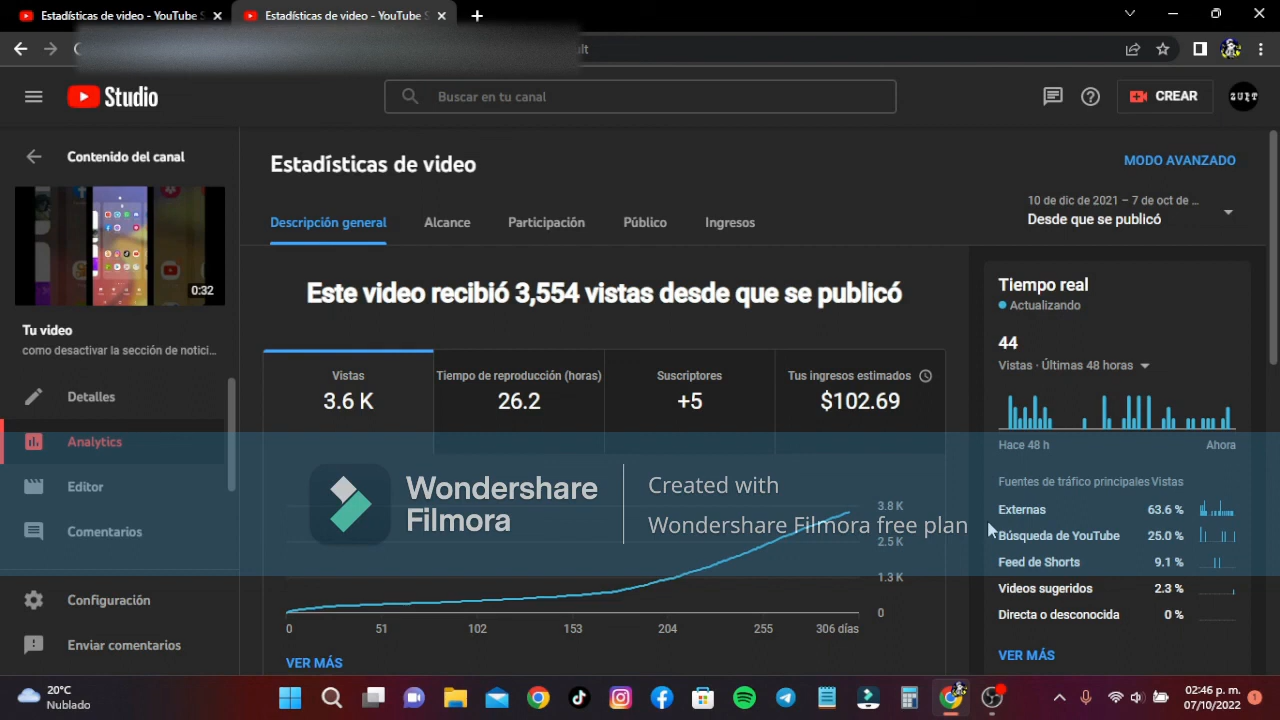 Estadísticas de video - YouTube S
Estadísticas de video - YouTube S
ult
Studio
Buscar en tu canal
CREAR
ZURT
Contenido del canal
0:32
Tu video
como desactivar la sección de notici...
Detalles
Analytics
Editor
Comentarios
Configuración
Enviar comentarios
Estadísticas de video
MODO AVANZADO
10 de dic de 2021 – 7 de oct de ...
Desde que se publicó
Descripción general
Alcance
Participación
Público
Ingresos
Este video recibió 3,554 vistas desde que se publicó
Vistas
3.6 K
Tiempo de reproducción (horas)
26.2
Suscriptores
+5
Tus ingresos estimados
$102.69
Wondershare
Filmora
Created with
Wondershare Filmora free plan
3.8 K
2.5 K
1.3 K
0
0
51
102
153
204
255
306 días
VER MÁS
Tiempo real
Actualizando
44
Vistas · Últimas 48 horas
Hace 48 h
Ahora
Fuentes de tráfico principales
Vistas
Externas
63.6 %
Búsqueda de YouTube
25.0 %
Feed de Shorts
9.1 %
Videos sugeridos
2.3 %
Directa o desconocida
0 %
VER MÁS
20°C
Nublado
02:46 p. m.
07/10/2022
1